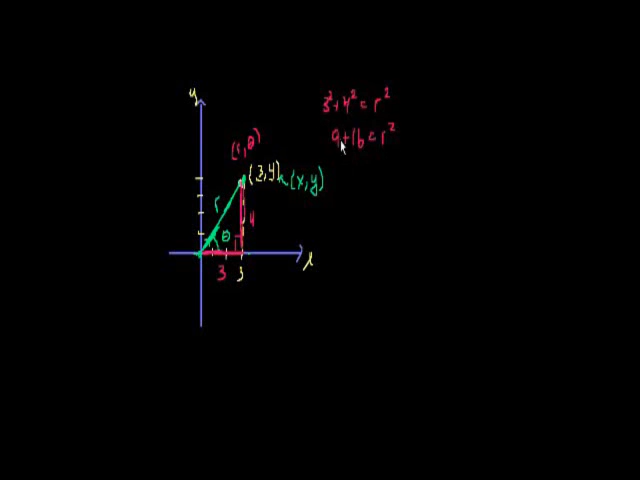 y
3² + 4² = r²
9 + 16 = r²
(r, θ)
(3, 4)
(x, y)
r
θ
4
3
3
x